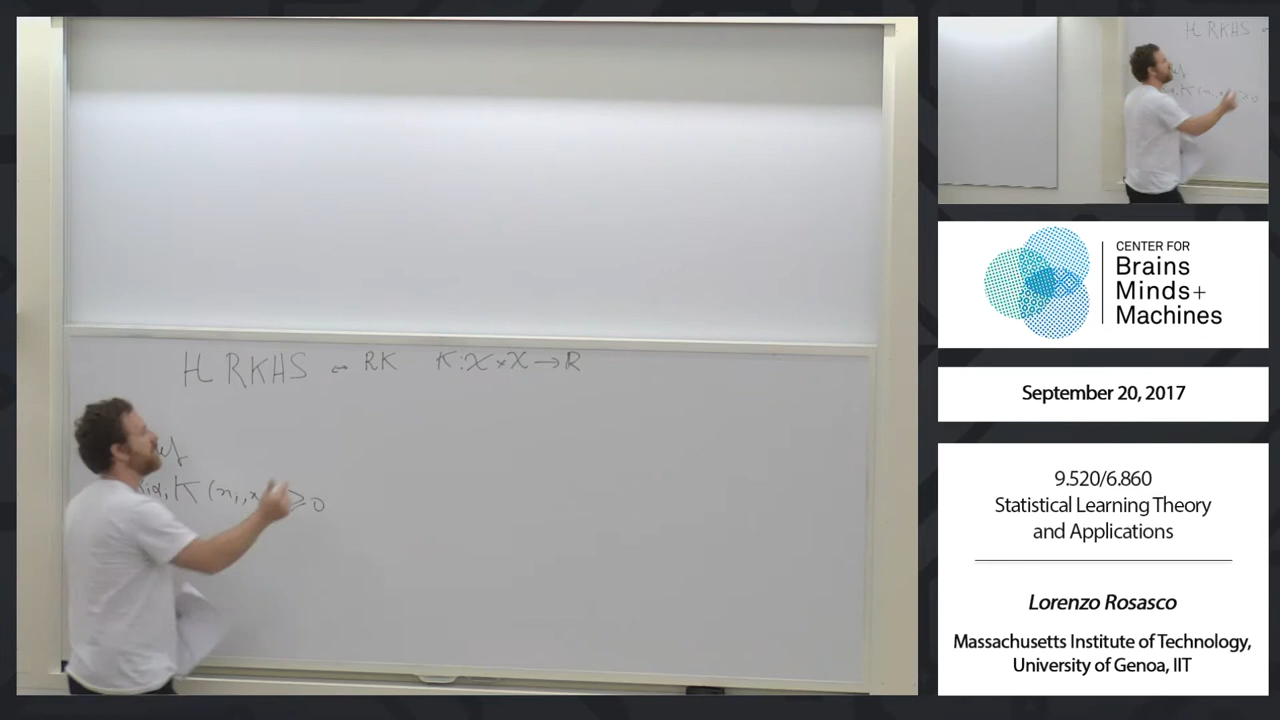 H RKHS ↔ RK K: X × X → R
K (x, x ≥ 0
H RKHS
CENTER FOR
Brains
Minds+
Machines
September 20, 2017
9.520/6.860
Statistical Learning Theory
and Applications
Lorenzo Rosasco
Massachusetts Institute of Technology,
University of Genoa, IIT